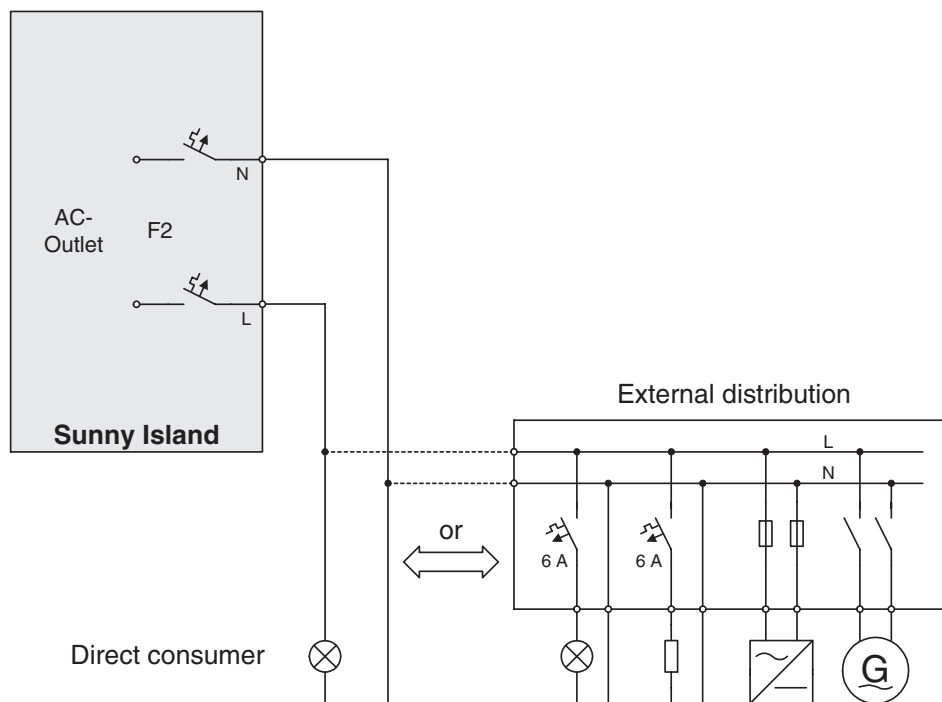 N
AC-
Outlet
F2
L
External distribution
Sunny Island
L
N
or
6 A
6 A
Direct consumer
G